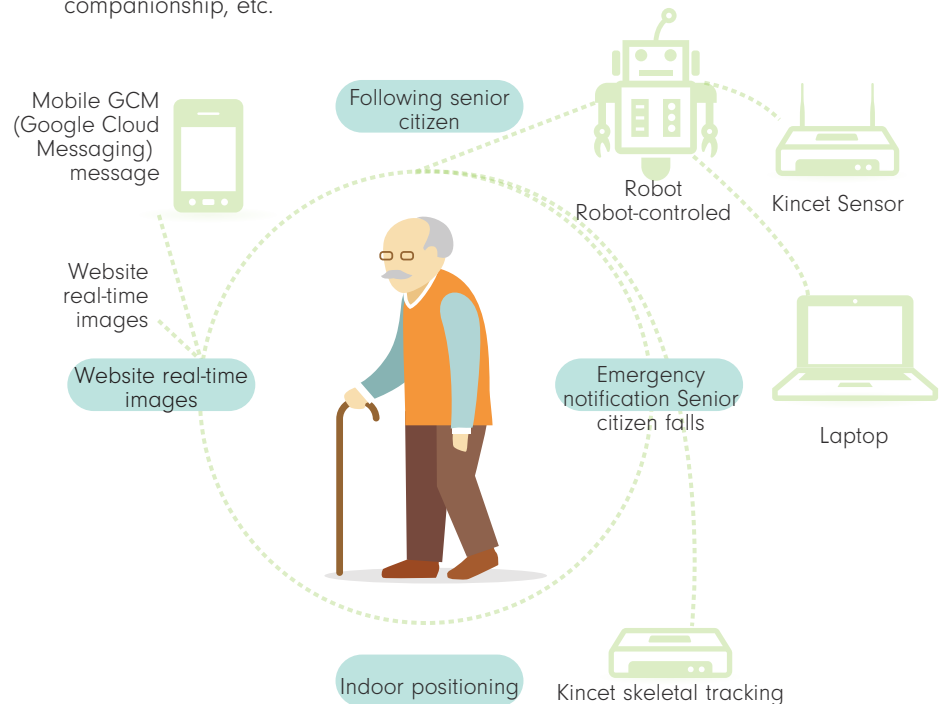 companionship, etc.
Mobile GCM
(Google Cloud
Messaging)
message
Following senior
citizen
Robot
Robot-controled
Kincet Sensor
Website
real-time
images
Website real-time
images
Emergency
notification Senior
citizen falls
Laptop
Indoor positioning
Kincet skeletal tracking